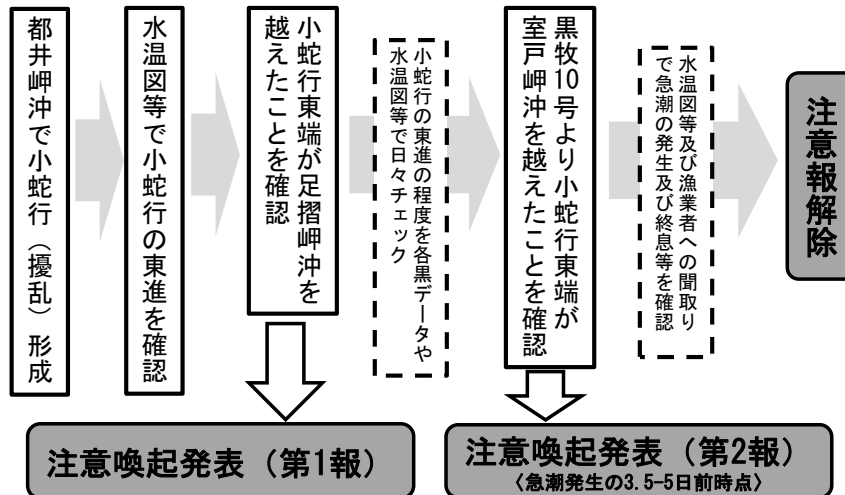 都井岬沖で小蛇行（擾乱）形成
水温図等で小蛇行の東進を確認
小蛇行東端が足摺岬沖を
越えたことを確認
小蛇行の東進の程度を各黒データや
水温図等で日々チェック
黒牧10号より小蛇行東端が
室戸岬沖を越えたことを確認
水温図等及び漁業者への聞取り
で急潮の発生及び終息等を確認
注意報解除
注意喚起発表（第1報）
注意喚起発表（第2報）
〈急潮発生の3.5-5日前時点〉